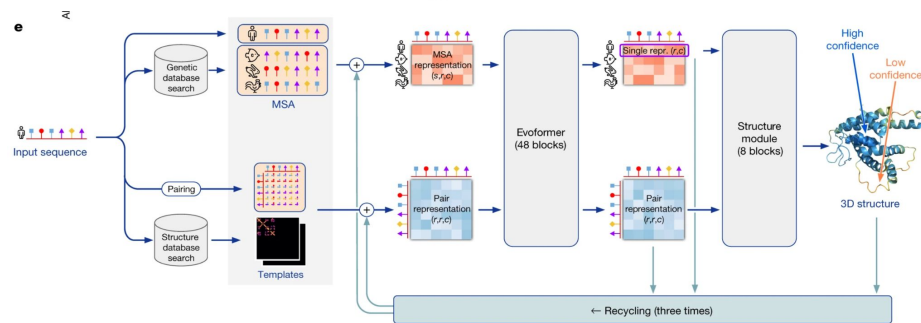 e
Al
Genetic
database
search
MSA
Input sequence
Pairing
Structure
database
search
Templates
+
+
MSA
representation
(s,r,c)
Pair
representation
(r,r,c)
Evoformer
(48 blocks)
Single repr. (r,c)
Pair
representation
(r,r,c)
Structure
module
(8 blocks)
High
confidence
Low
confidence
3D structure
← Recycling (three times)